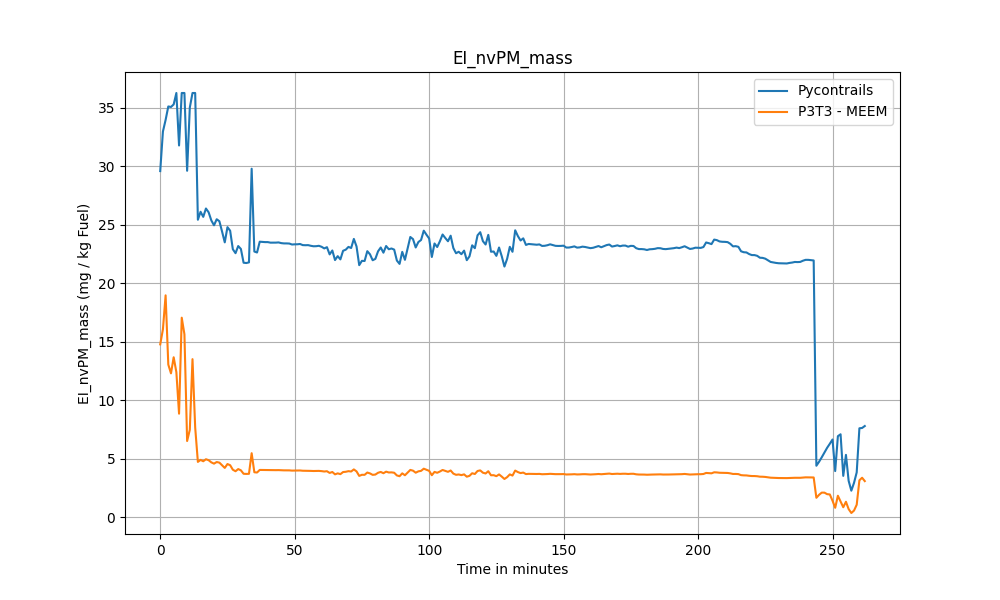 EI_nvPM_mass
Pycontrails
P3T3 - MEEM
EI_nvPM_mass (mg / kg Fuel)
35
30
25
20
15
10
5
0
0 50 100 150 200 250
Time in minutes